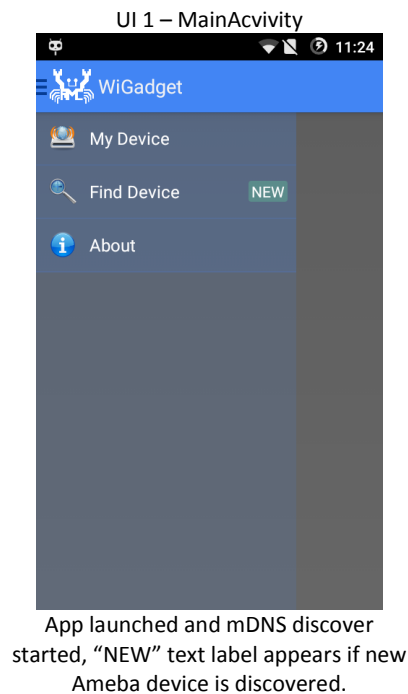 UI 1 – MainAcvivity
11:24
WiGadget
My Device
Find Device NEW
About
App launched and mDNS discover
started, “NEW” text label appears if new
Ameba device is discovered.